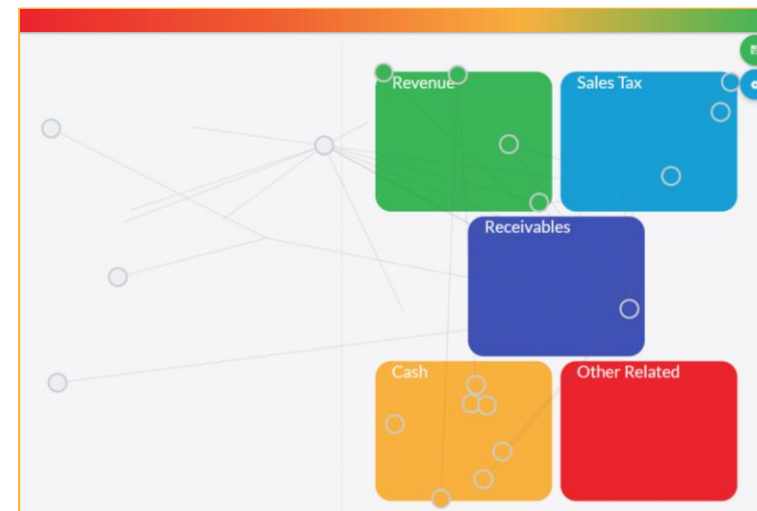 Revenue
Sales Tax
Receivables
Cash
Other Related